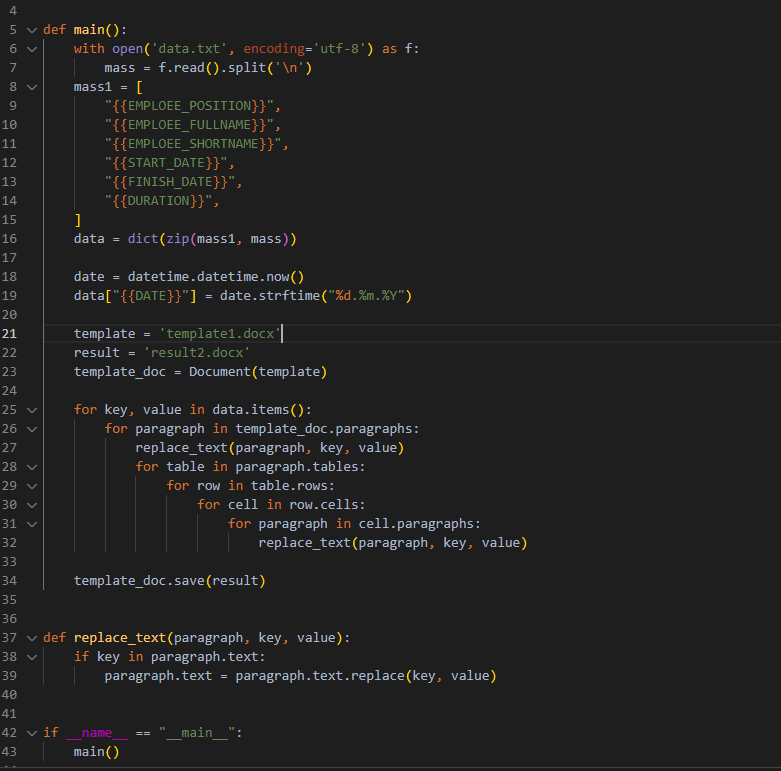 4
5 def main():
6     with open('data.txt', encoding='utf-8') as f:
7         mass = f.read().split('\n')
8     mass1 = [
9         "{{EMPLOEE_POSITION}}",
10         "{{EMPLOEE_FULLNAME}}",
11         "{{EMPLOEE_SHORTNAME}}",
12         "{{START_DATE}}",
13         "{{FINISH_DATE}}",
14         "{{DURATION}}",
15     ]
16     data = dict(zip(mass1, mass))
17
18     date = datetime.datetime.now()
19     data["{{DATE}}"] = date.strftime("%d.%m.%Y")
20
21     template = 'template1.docx'
22     result = 'result2.docx'
23     template_doc = Document(template)
24
25     for key, value in data.items():
26         for paragraph in template_doc.paragraphs:
27             replace_text(paragraph, key, value)
28             for table in paragraph.tables:
29                 for row in table.rows:
30                     for cell in row.cells:
31                         for paragraph in cell.paragraphs:
32                             replace_text(paragraph, key, value)
33
34     template_doc.save(result)
35
36
37 def replace_text(paragraph, key, value):
38     if key in paragraph.text:
39         paragraph.text = paragraph.text.replace(key, value)
40
41
42 if __name__ == "__main__":
43     main()